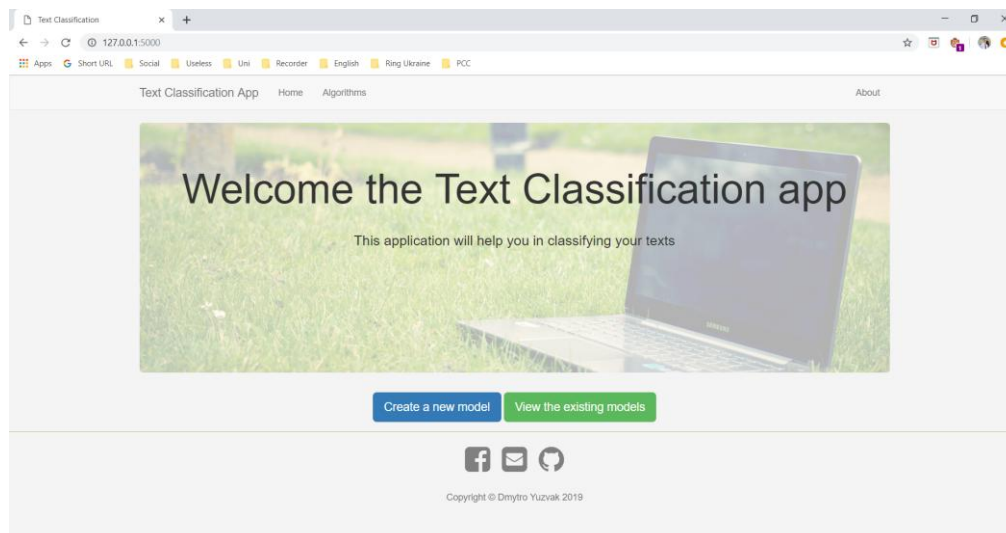 Text Classification
127.0.0.1:5000
Apps Short URL Social Useless Uni Recorder English Ring Ukraine PCC
Text Classification App Home Algorithms About
Welcome the Text Classification app
This application will help you in classifying your texts
SAMSUNG
Create a new model View the existing models
Copyright © Dmytro Yuzvak 2019